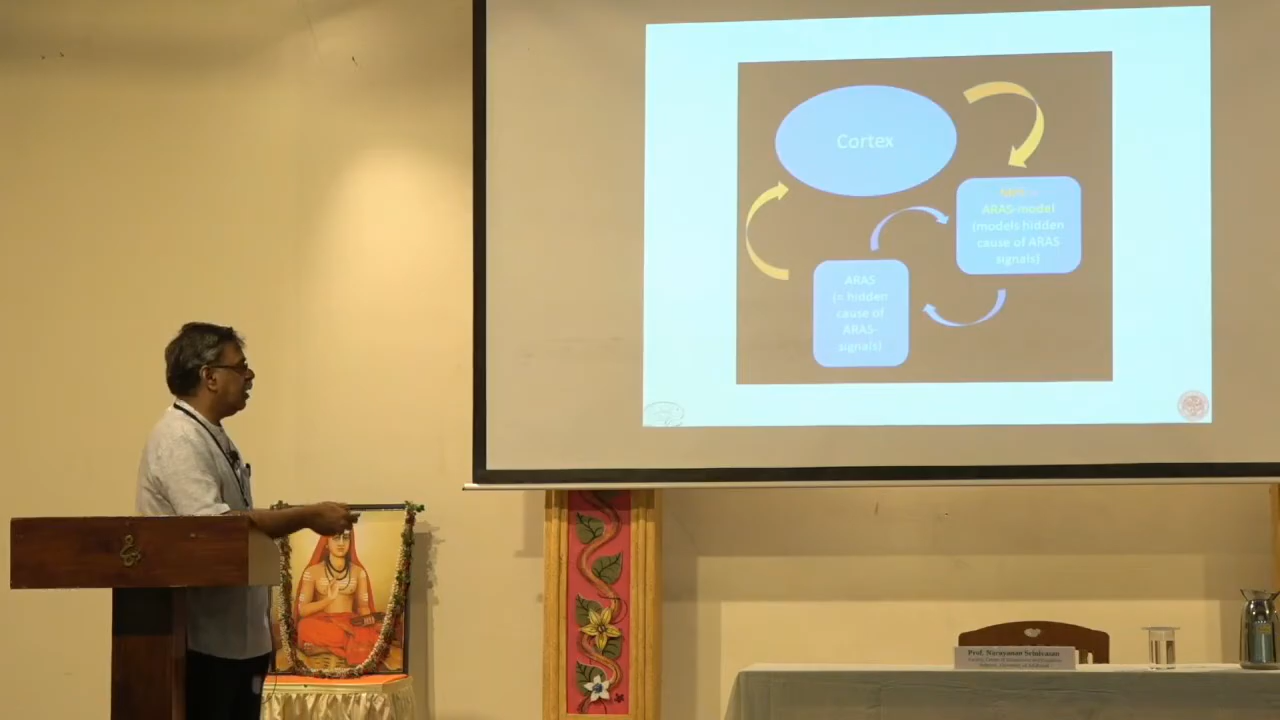 Cortex
ARAS-model
(models hidden
cause of ARAS-
signals)
ARAS
(= hidden
cause of
ARAS-
signals)
Prof. Narayanan Srinivasan